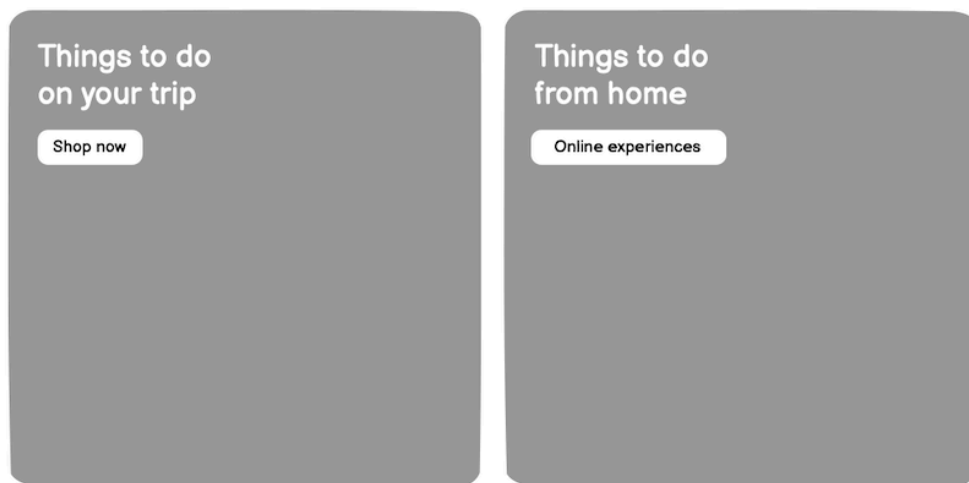 Things to do
on your trip
Shop now
Things to do
from home
Online experiences